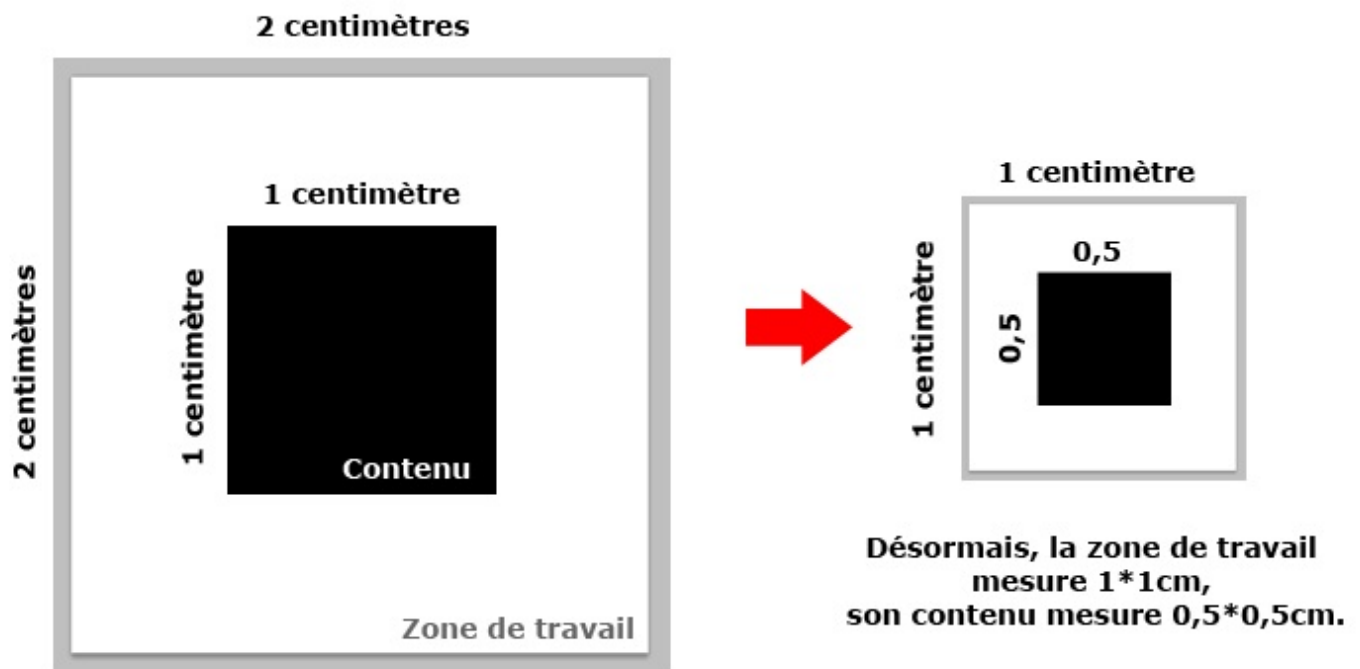 2 centimètres
2 centimètres
1 centimètre
1 centimètre
Contenu
Zone de travail
1 centimètre
1 centimètre
0,5
0,5
Désormais, la zone de travail
mesure 1*1cm,
son contenu mesure 0,5*0,5cm.